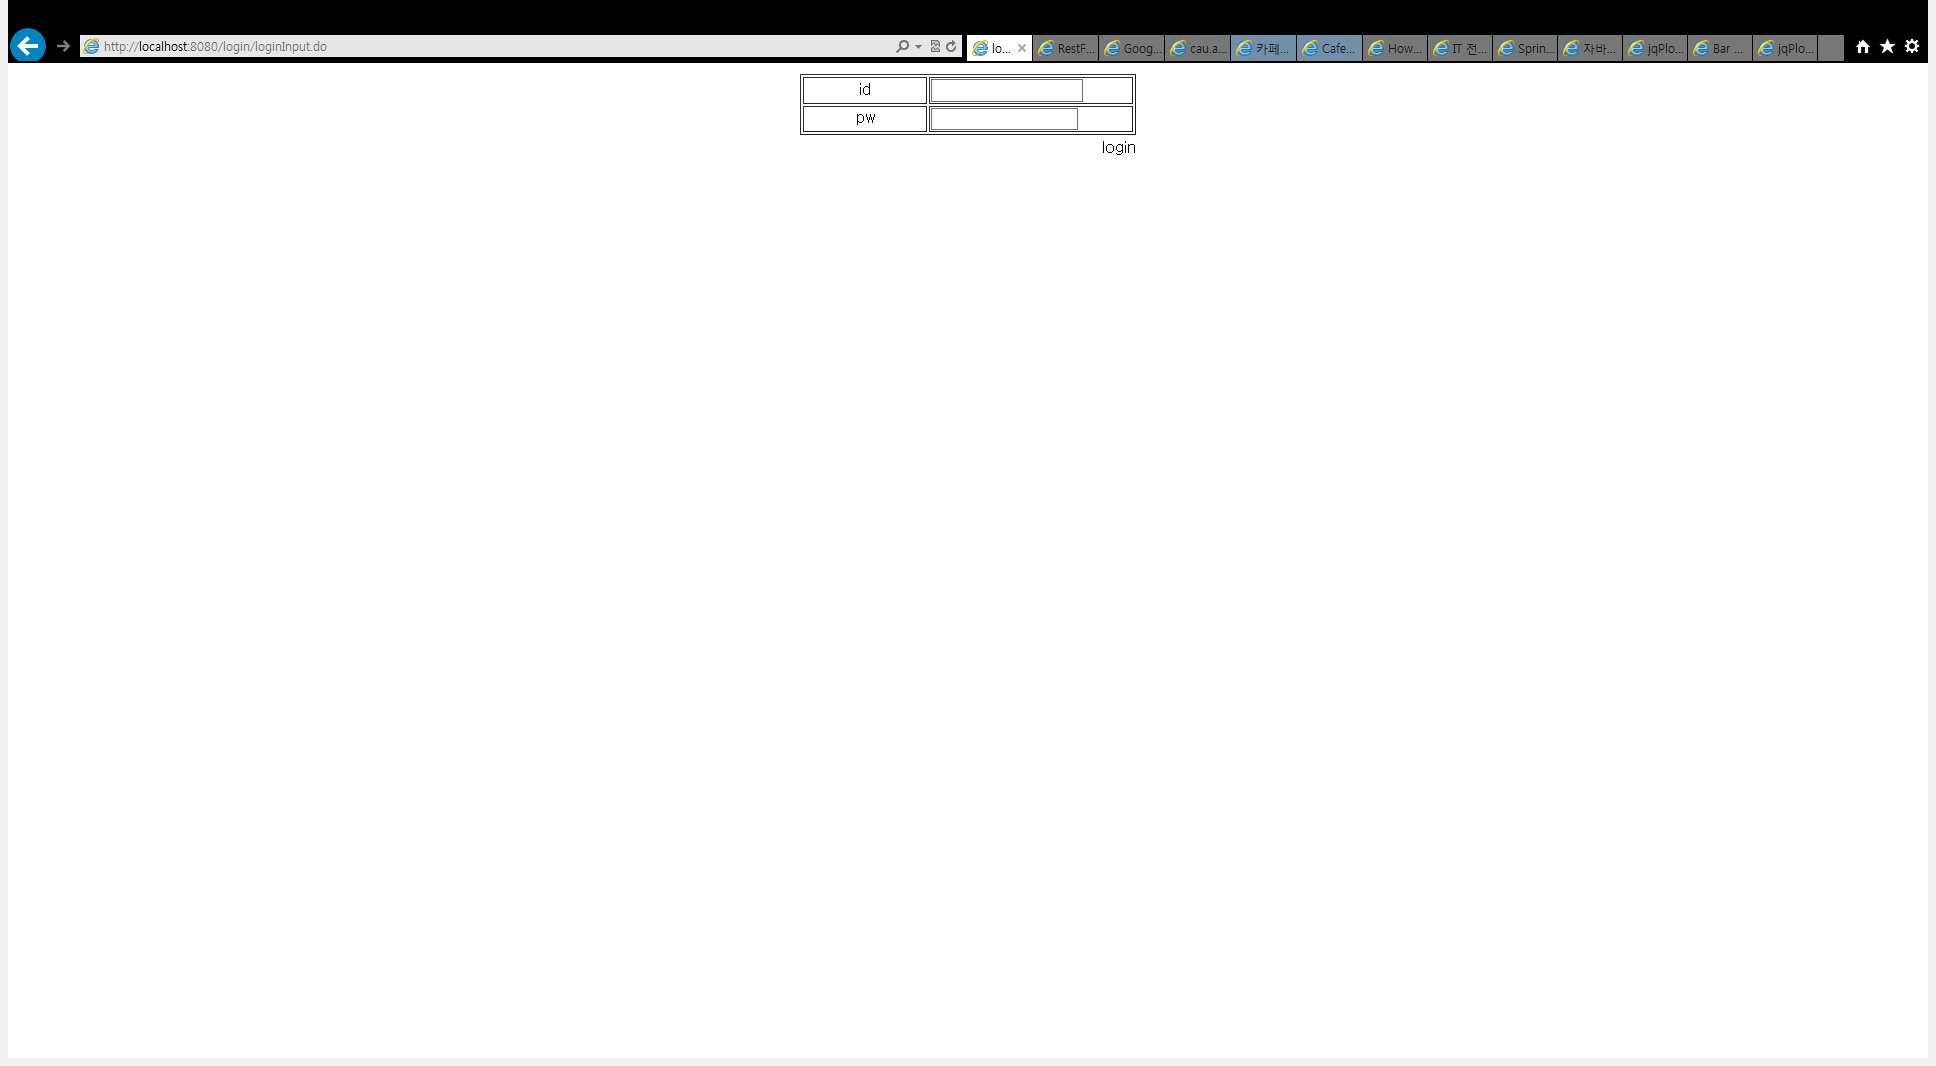 http://localhost:8080/login/loginInput.do
lo... RestF... Goog... cau.a... 카페... Cafe... How... IT 전... Sprin... 자바... jqPlo... Bar ... jqPlo...
id
pw
login